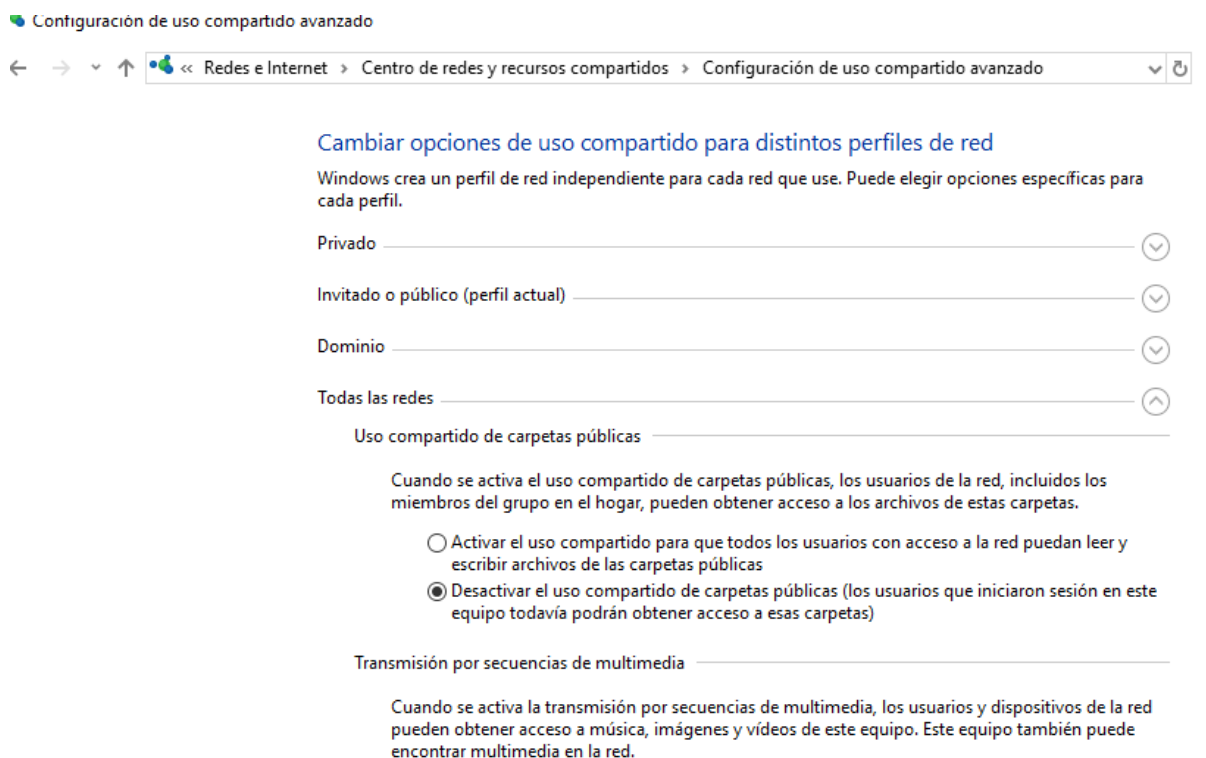 Configuración de uso compartido avanzado
« Redes e Internet > Centro de redes y recursos compartidos > Configuración de uso compartido avanzado
Cambiar opciones de uso compartido para distintos perfiles de red
Windows crea un perfil de red independiente para cada red que use. Puede elegir opciones específicas para
cada perfil.
Privado
Invitado o público (perfil actual)
Dominio
Todas las redes
Uso compartido de carpetas públicas
Cuando se activa el uso compartido de carpetas públicas, los usuarios de la red, incluidos los
miembros del grupo en el hogar, pueden obtener acceso a los archivos de estas carpetas.
Activar el uso compartido para que todos los usuarios con acceso a la red puedan leer y
escribir archivos de las carpetas públicas
Desactivar el uso compartido de carpetas públicas (los usuarios que iniciaron sesión en este
equipo todavía podrán obtener acceso a esas carpetas)
Transmisión por secuencias de multimedia
Cuando se activa la transmisión por secuencias de multimedia, los usuarios y dispositivos de la red
pueden obtener acceso a música, imágenes y vídeos de este equipo. Este equipo también puede
encontrar multimedia en la red.